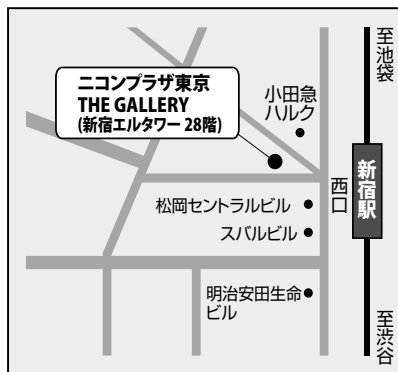 至池袋
ニコンプラザ東京
THE GALLERY
(新宿エルタワー 28階)
小田急
ハルク
新宿駅
西口
松岡セントラルビル
スバルビル
明治安田生命
ビル
至渋谷